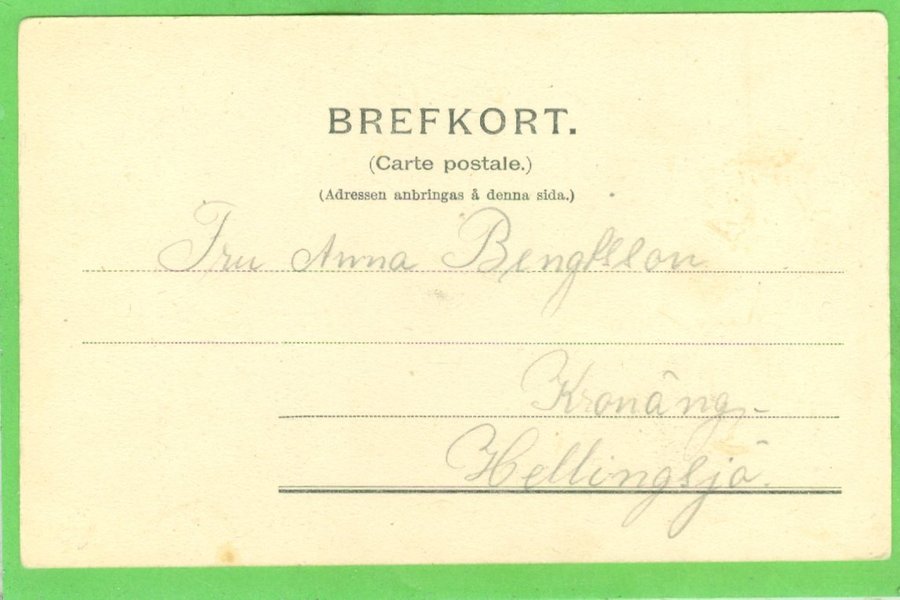 BREFKORT.
(Carte postale.)
(Adressen anbringas å denna sida.)
Fru Anna Bengtsson
Kronäng.
Hellingsjö.